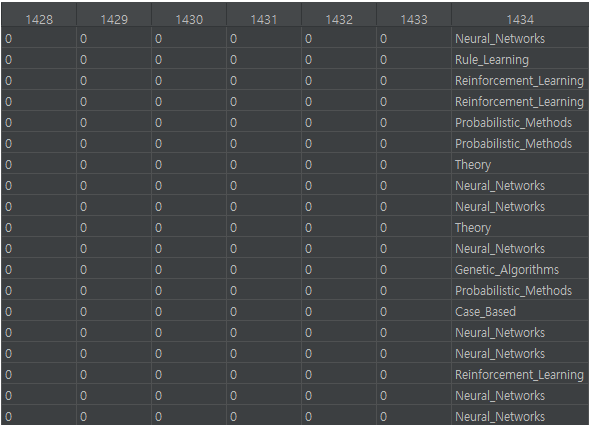 1428 1429 1430 1431 1432 1433 1434
0 0 0 0 0 0 Neural_Networks
0 0 0 0 0 0 Rule_Learning
0 0 0 0 0 0 Reinforcement_Learning
0 0 0 0 0 0 Reinforcement_Learning
0 0 0 0 0 0 Probabilistic_Methods
0 0 0 0 0 0 Probabilistic_Methods
0 0 0 0 0 0 Theory
0 0 0 0 0 0 Neural_Networks
0 0 0 0 0 0 Neural_Networks
0 0 0 0 0 0 Theory
0 0 0 0 0 0 Neural_Networks
0 0 0 0 0 0 Genetic_Algorithms
0 0 0 0 0 0 Probabilistic_Methods
0 0 0 0 0 0 Case_Based
0 0 0 0 0 0 Neural_Networks
0 0 0 0 0 0 Neural_Networks
0 0 0 0 0 0 Reinforcement_Learning
0 0 0 0 0 0 Neural_Networks
0 0 0 0 0 0 Neural_Networks